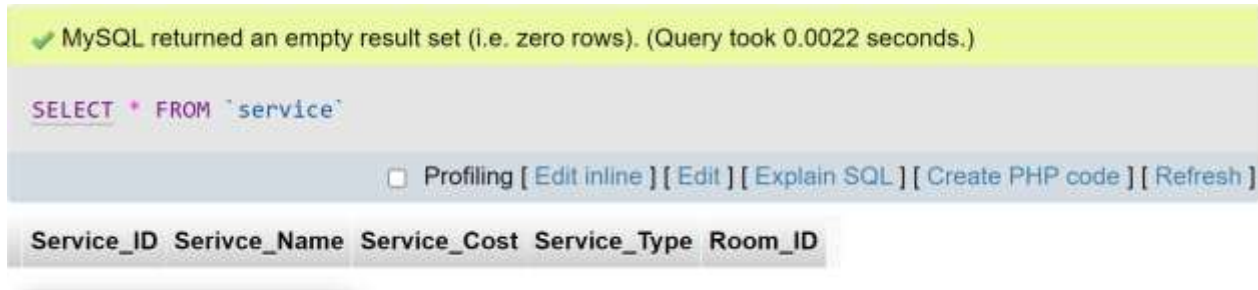 MySQL returned an empty result set (i.e. zero rows). (Query took 0.0022 seconds.)
SELECT * FROM `service`
Profiling [ Edit inline ] [ Edit ] [ Explain SQL ] [ Create PHP code ] [ Refresh ]
Service_ID Serivce_Name Service_Cost Service_Type Room_ID